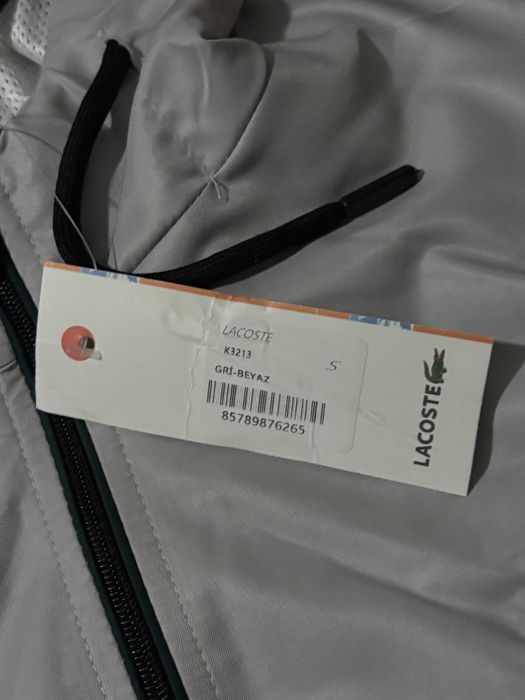 LACOSTE
K3213
S
GRİ-BEYAZ
85789876265
LACOSTE